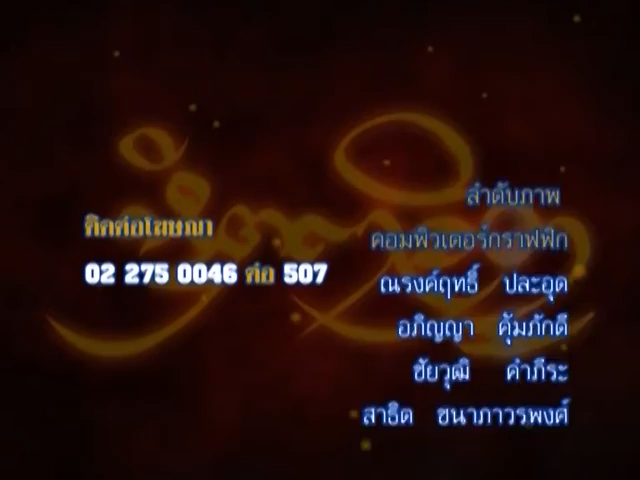 ลำดับภาพ
คอมพิวเตอร์กราฟฟิก
ติดต่อโฆษณา
02 275 0046 ต่อ 507
ณรงค์ฤทธิ์ ปละอุด
อภิญญา คุ้มภักดี
ชัยวุฒิ คำภีระ
สาธิต ชนาภาวรพงศ์